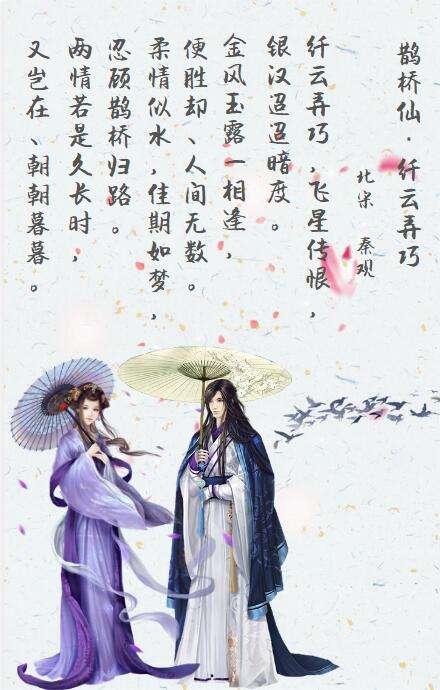 鹊桥仙·纤云弄巧
北宋 秦观
纤云弄巧，飞星传恨，
银汉迢迢暗度。
金风玉露一相逢，
便胜却、人间无数。
柔情似水，佳期如梦，
忍顾鹊桥归路。
两情若是久长时，
又岂在、朝朝暮暮。